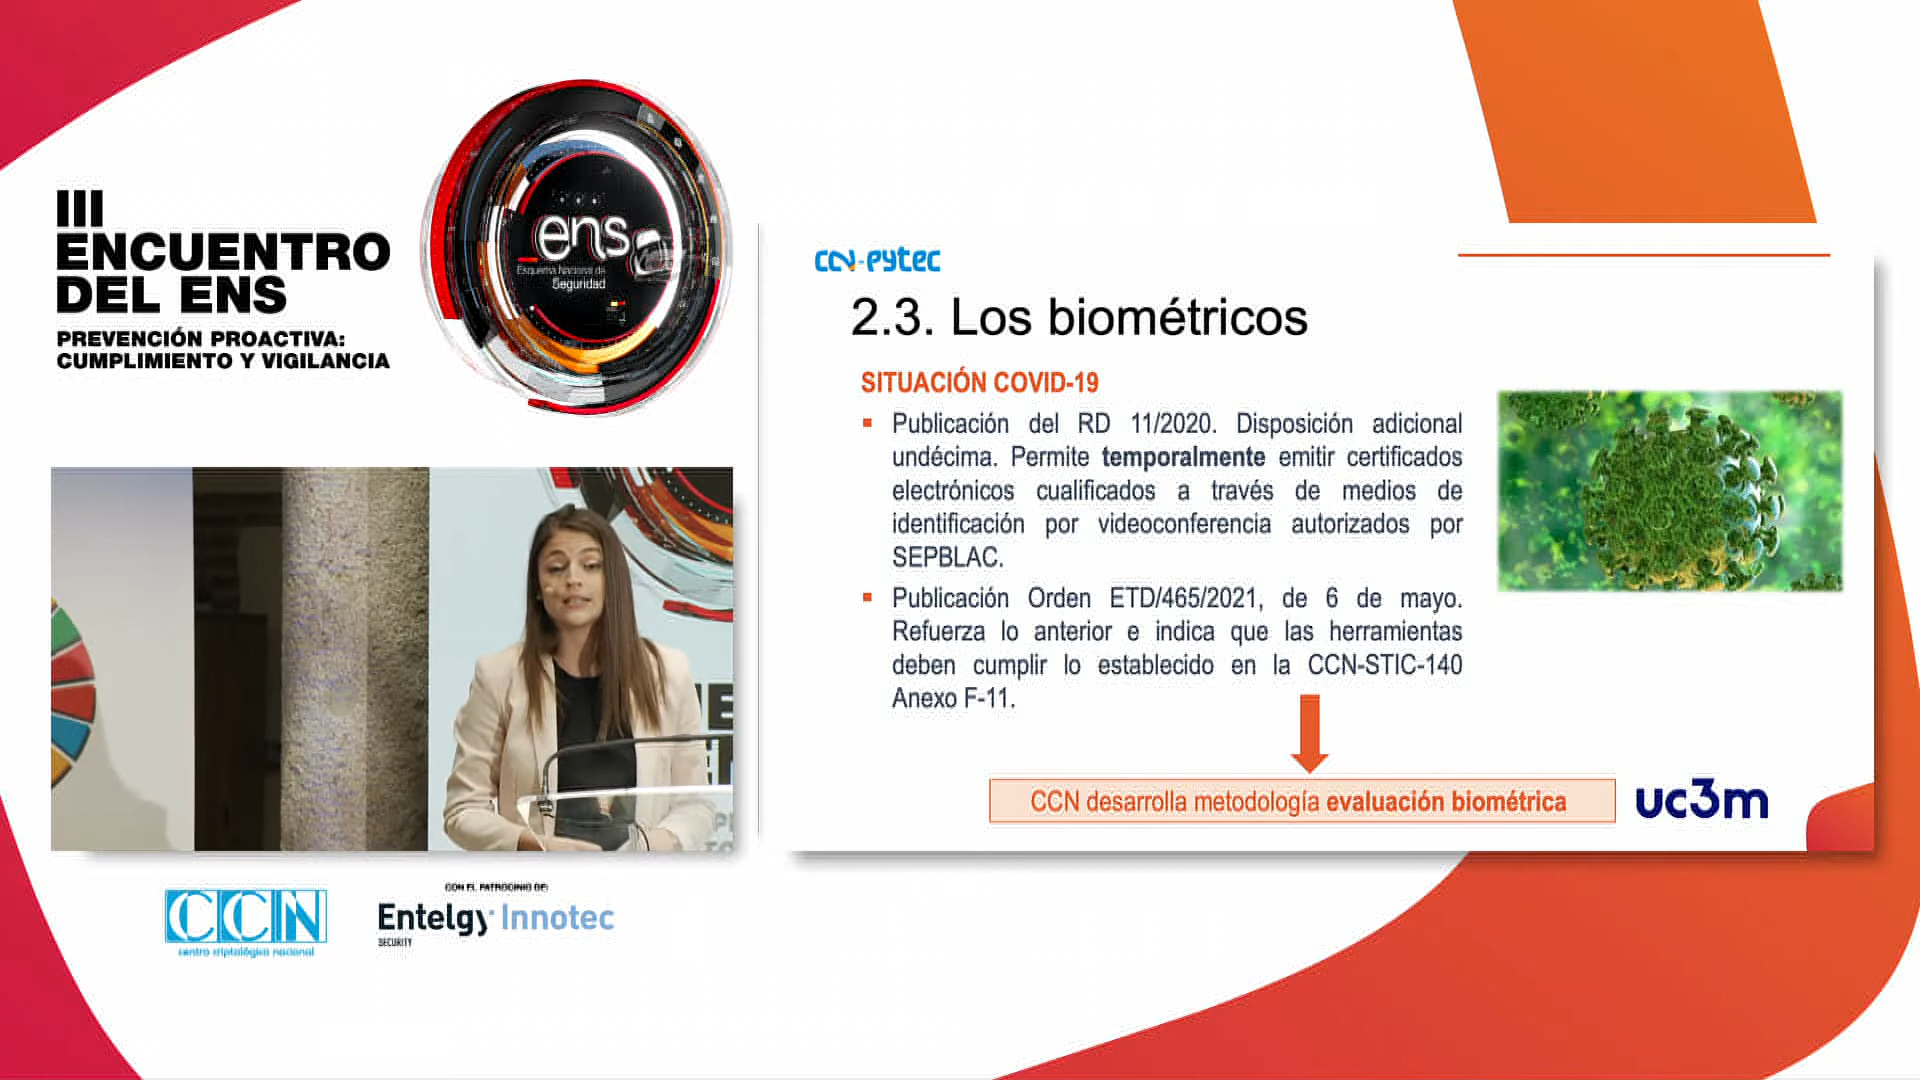 III
ENCUENTRO
DEL ENS
PREVENCIÓN PROACTIVA:
CUMPLIMIENTO Y VIGILANCIA
ens
Esquema Nacional de
Seguridad
CCN
centro criptológico nacional
CON EL PATROCINIO DE:
Entelgy Innotec
SECURITY
CCN-PYTEC
2.3. Los biométricos
SITUACIÓN COVID-19
▪ Publicación del RD 11/2020. Disposición adicional
undécima. Permite temporalmente emitir certificados
electrónicos cualificados a través de medios de
identificación por videoconferencia autorizados por
SEPBLAC.
▪ Publicación Orden ETD/465/2021, de 6 de mayo.
Refuerza lo anterior e indica que las herramientas
deben cumplir lo establecido en la CCN-STIC-140
Anexo F-11.
CCN desarrolla metodología evaluación biométrica
uc3m